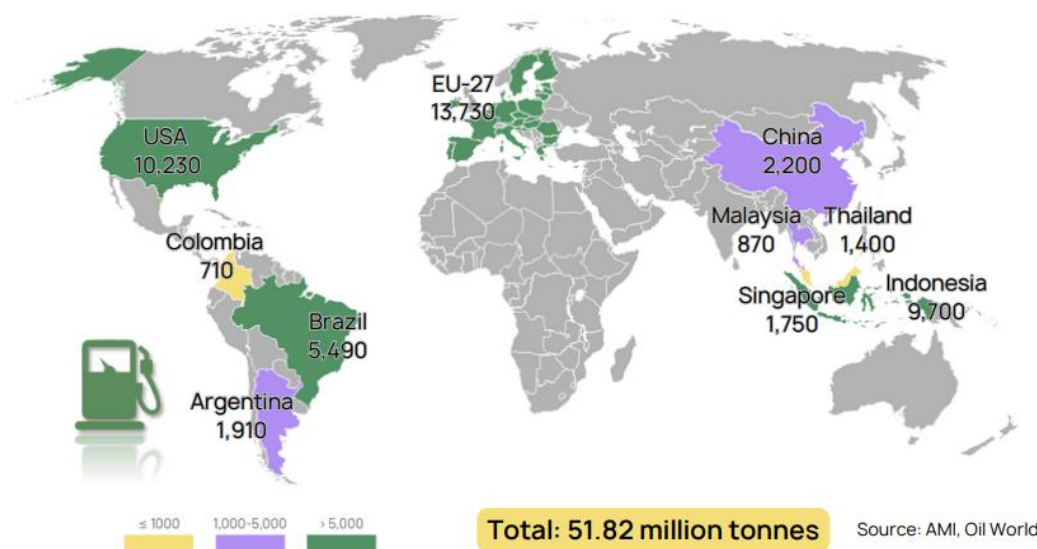 EU-27
13,730
USA
10,230
China
2,200
Malaysia
870
Thailand
1,400
Colombia
710
Singapore
1,750
Indonesia
9,700
Brazil
5,490
Argentina
1,910
≤ 1000
1,000-5,000
> 5,000
Total: 51.82 million tonnes
Source: AMI, Oil World